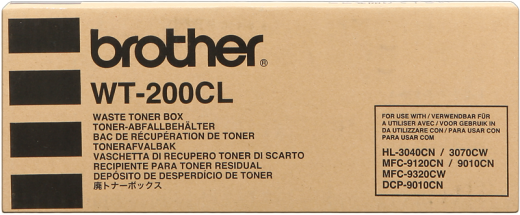 brother®
WT-200CL
WASTE TONER BOX
TONER-ABFALLBEHÄLTER
BAC DE RÉCUPÉRATION DE TONER
TONERAFVALBAK
VASCHETTA DI RECUPERO TONER DI SCARTO
RECIPIENTE PARA TONER RESIDUAL
DEPÓSITO DE DESPERDÍCIO DE TONER
廃トナーボックス
FOR USE WITH / VERWENDBAR FÜR
A UTILISER AVEC / VOOR GEBRUIK IN
DA UTILIZZARE CON / PARA USAR COM
PARA USAR CON
HL-3040CN / 3070CW
MFC-9120CN / 9010CN
MFC-9320CW
DCP-9010CN